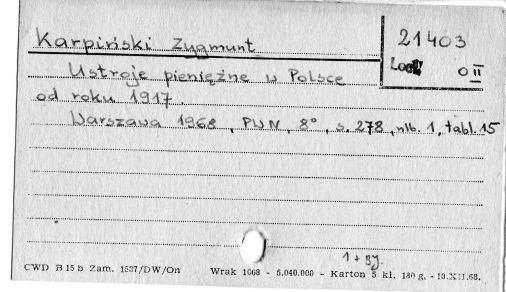 Karpiński Zygmunt
21403
0 II
Ustroje pieniężne w Polsce
od roku 1917.
Warszawa 1968, PWN, 8°, s. 278, nlb. 1, tabl. 15
1 + egz.
CWD B 15 b Zam. 1537/DW/On Wrak 1068 - 5.040.000 - Karton 5 kl. 180 g. - 10.XII.68.